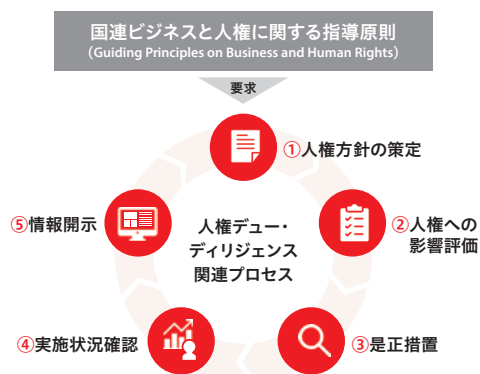 国連ビジネスと人権に関する指導原則
(Guiding Principles on Business and Human Rights)
要求
①人権方針の策定
②人権への
影響評価
③是正措置
④実施状況確認
⑤情報開示
人権デュー・
ディリジェンス
関連プロセス